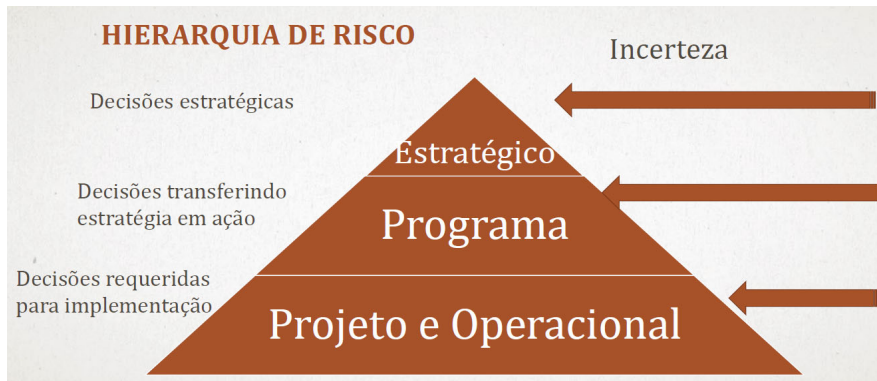 HIERARQUIA DE RISCO
Incerteza
Decisões estratégicas
Estratégico
Decisões transferindo
estratégia em ação
Programa
Decisões requeridas
para implementação
Projeto e Operacional